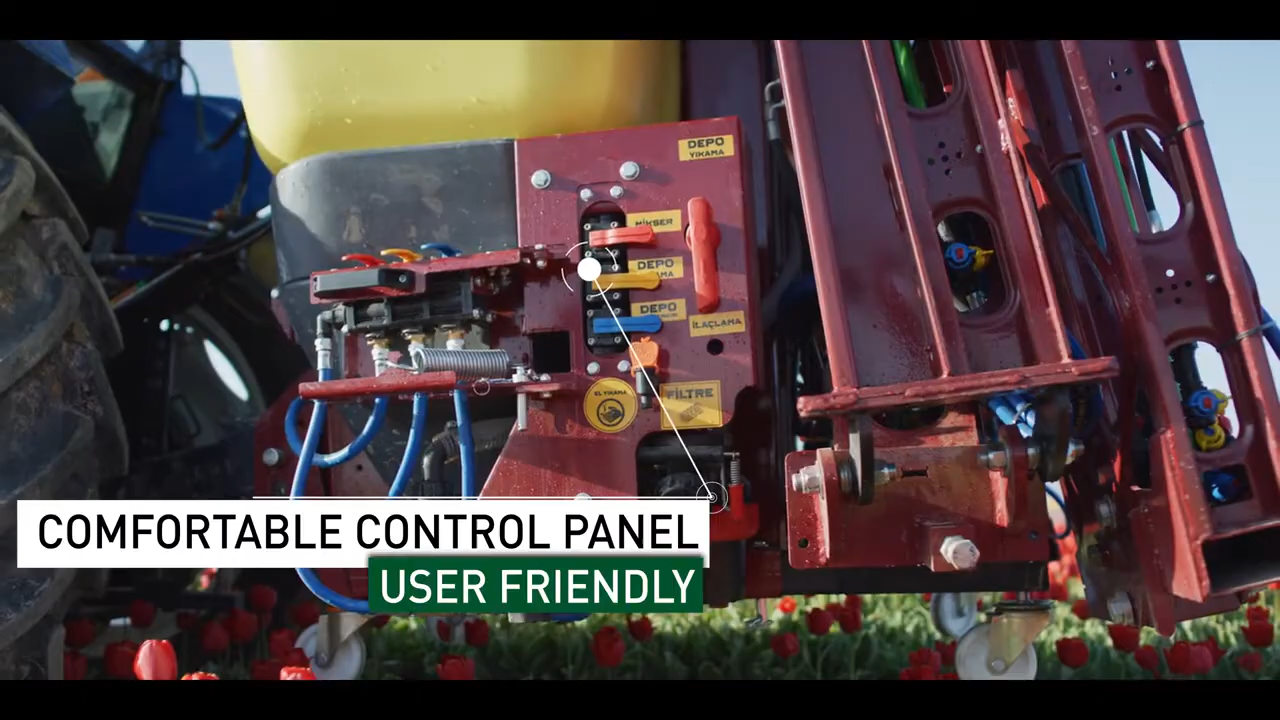 DEPO
YIKAMA
MİKSER
DEPO
DEPO
İLAÇLAMA
EL YIKAMA
FİLTRE
COMFORTABLE CONTROL PANEL
USER FRIENDLY